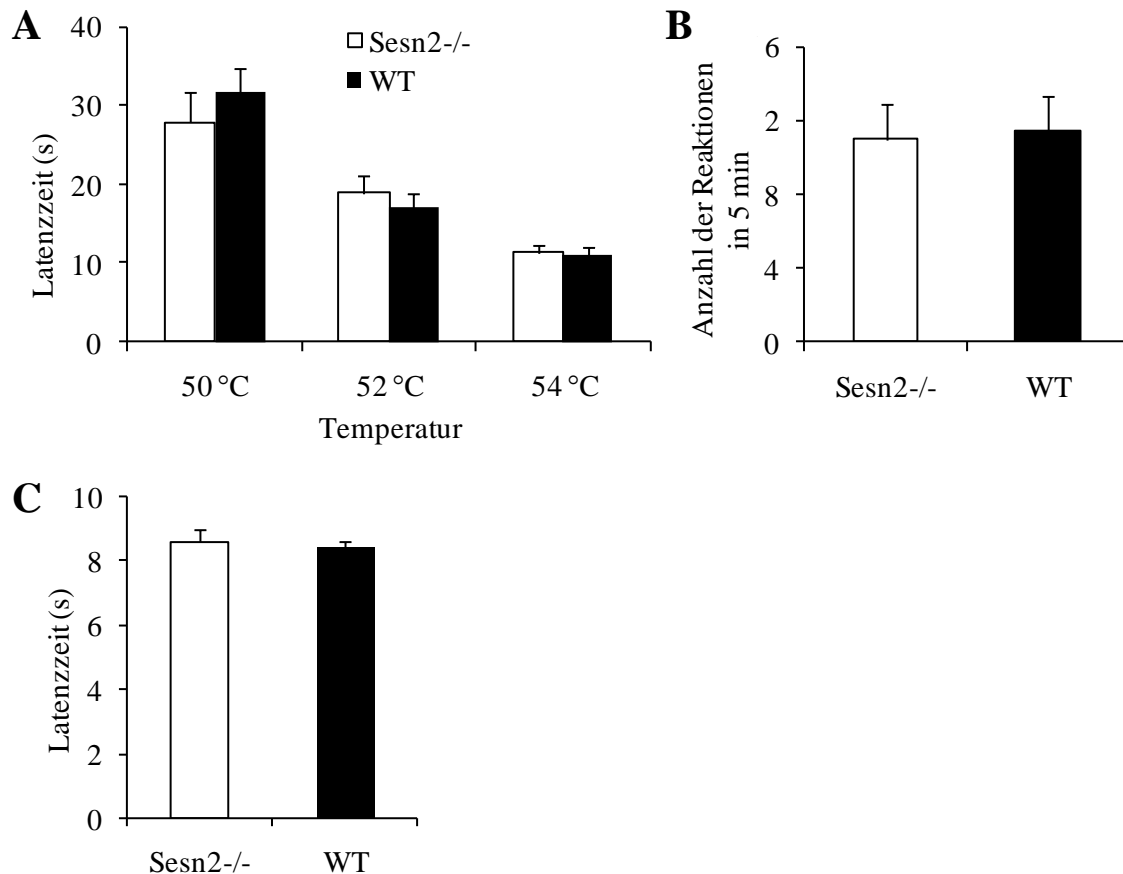 A
40
30
20
10
0
Latenzzeit (s)
Sesn2-/-
WT
50 °C
52 °C
54 °C
Temperatur
B
6
2
8
4
0
Anzahl der Reaktionen
in 5 min
Sesn2-/-
WT
C
10
8
6
4
2
0
Latenzzeit (s)
Sesn2-/-
WT